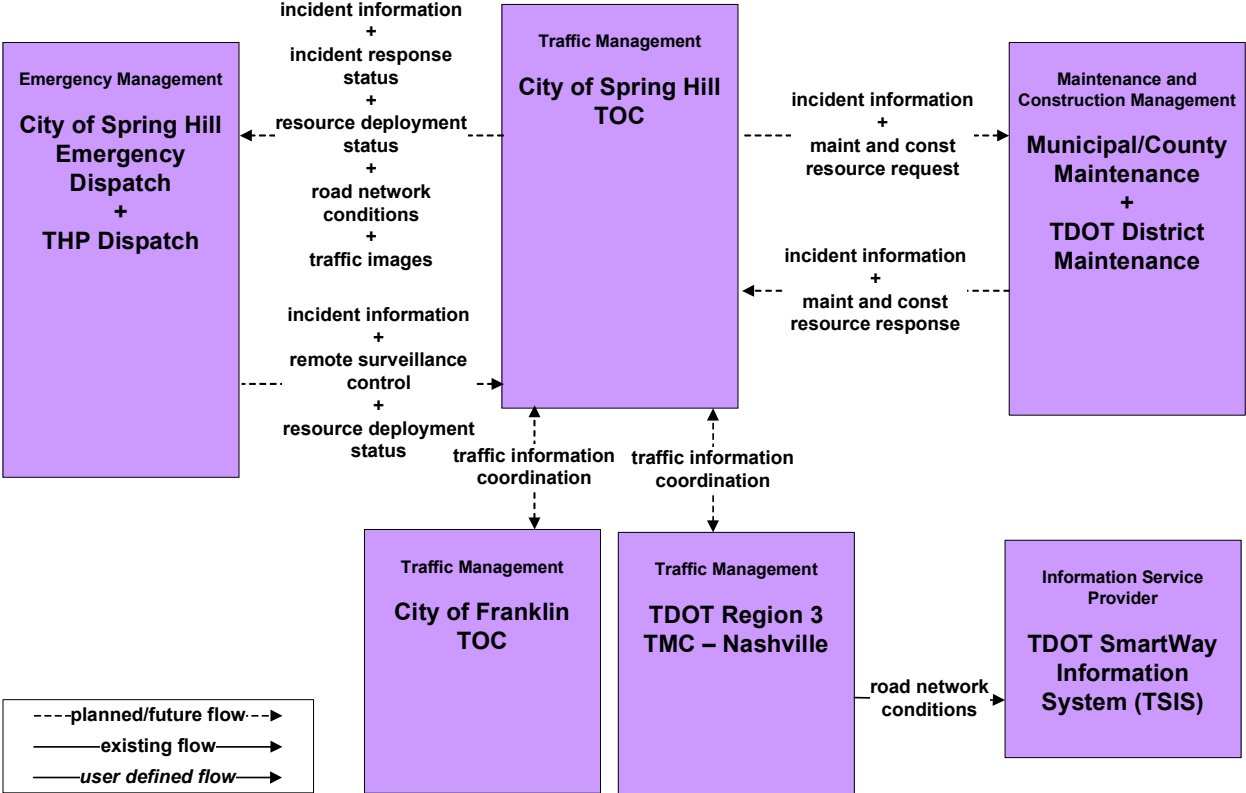 incident information
+
incident response
status
+
resource deployment
status
+
road network
conditions
+
traffic images
Emergency Management
City of Spring Hill
Emergency
Dispatch
+
THP Dispatch
Traffic Management
City of Spring Hill
TOC
incident information
+
maint and const
resource request
Maintenance and
Construction Management
Municipal/County
Maintenance
+
TDOT District
Maintenance
incident information
+
maint and const
resource response
incident information
+
remote surveillance
control
+
resource deployment
status
traffic information
coordination
traffic information
coordination
Traffic Management
City of Franklin
TOC
Traffic Management
TDOT Region 3
TMC – Nashville
road network
conditions
Information Service
Provider
TDOT SmartWay
Information
System (TSIS)
planned/future flow
existing flow
user defined flow